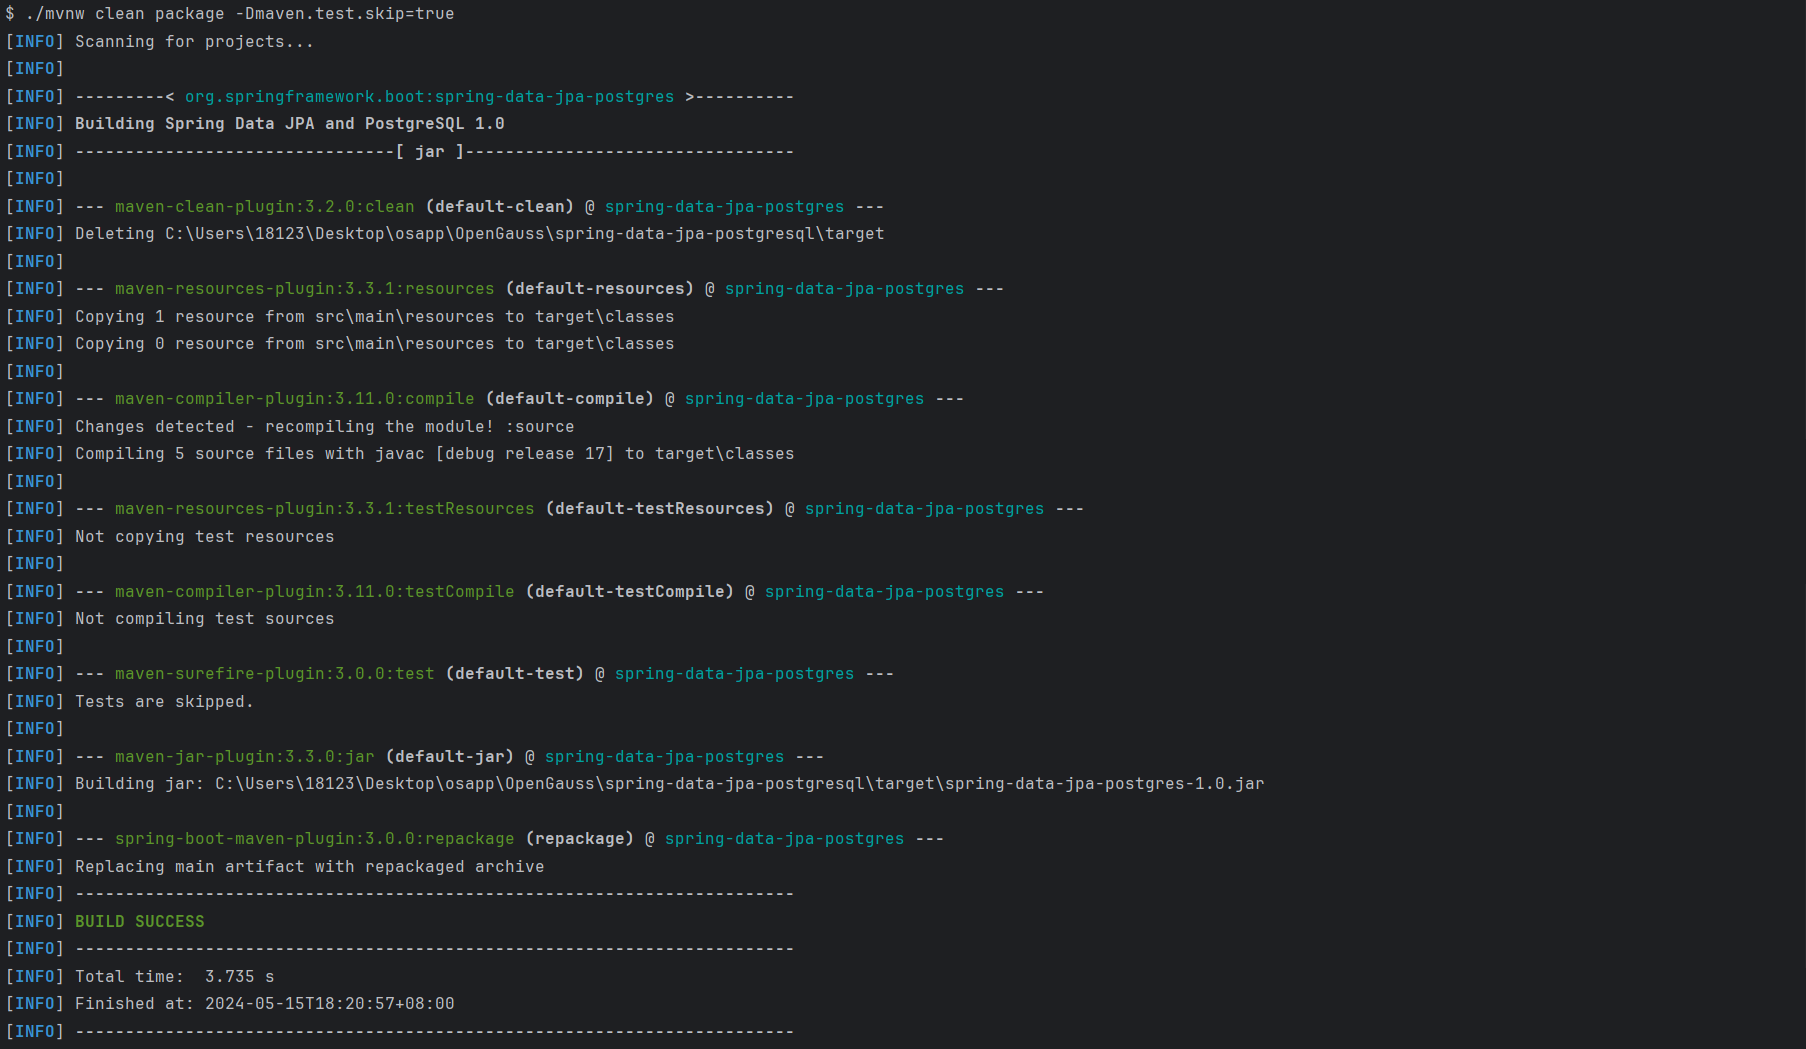 $ ./mvnw clean package -Dmaven.test.skip=true
[INFO] Scanning for projects...
[INFO]
[INFO] ---------< org.springframework.boot:spring-data-jpa-postgres >----------
[INFO] Building Spring Data JPA and PostgreSQL 1.0
[INFO] --------------------------------[ jar ]---------------------------------
[INFO]
[INFO] --- maven-clean-plugin:3.2.0:clean (default-clean) @ spring-data-jpa-postgres ---
[INFO] Deleting C:\Users\18123\Desktop\osapp\OpenGauss\spring-data-jpa-postgresql\target
[INFO]
[INFO] --- maven-resources-plugin:3.3.1:resources (default-resources) @ spring-data-jpa-postgres ---
[INFO] Copying 1 resource from src\main\resources to target\classes
[INFO] Copying 0 resource from src\main\resources to target\classes
[INFO]
[INFO] --- maven-compiler-plugin:3.11.0:compile (default-compile) @ spring-data-jpa-postgres ---
[INFO] Changes detected - recompiling the module! :source
[INFO] Compiling 5 source files with javac [debug release 17] to target\classes
[INFO]
[INFO] --- maven-resources-plugin:3.3.1:testResources (default-testResources) @ spring-data-jpa-postgres ---
[INFO] Not copying test resources
[INFO]
[INFO] --- maven-compiler-plugin:3.11.0:testCompile (default-testCompile) @ spring-data-jpa-postgres ---
[INFO] Not compiling test sources
[INFO]
[INFO] --- maven-surefire-plugin:3.0.0:test (default-test) @ spring-data-jpa-postgres ---
[INFO] Tests are skipped.
[INFO]
[INFO] --- maven-jar-plugin:3.3.0:jar (default-jar) @ spring-data-jpa-postgres ---
[INFO] Building jar: C:\Users\18123\Desktop\osapp\OpenGauss\spring-data-jpa-postgresql\target\spring-data-jpa-postgres-1.0.jar
[INFO]
[INFO] --- spring-boot-maven-plugin:3.0.0:repackage (repackage) @ spring-data-jpa-postgres ---
[INFO] Replacing main artifact with repackaged archive
[INFO] ------------------------------------------------------------------------
[INFO] BUILD SUCCESS
[INFO] ------------------------------------------------------------------------
[INFO] Total time:  3.735 s
[INFO] Finished at: 2024-05-15T18:20:57+08:00
[INFO] ------------------------------------------------------------------------